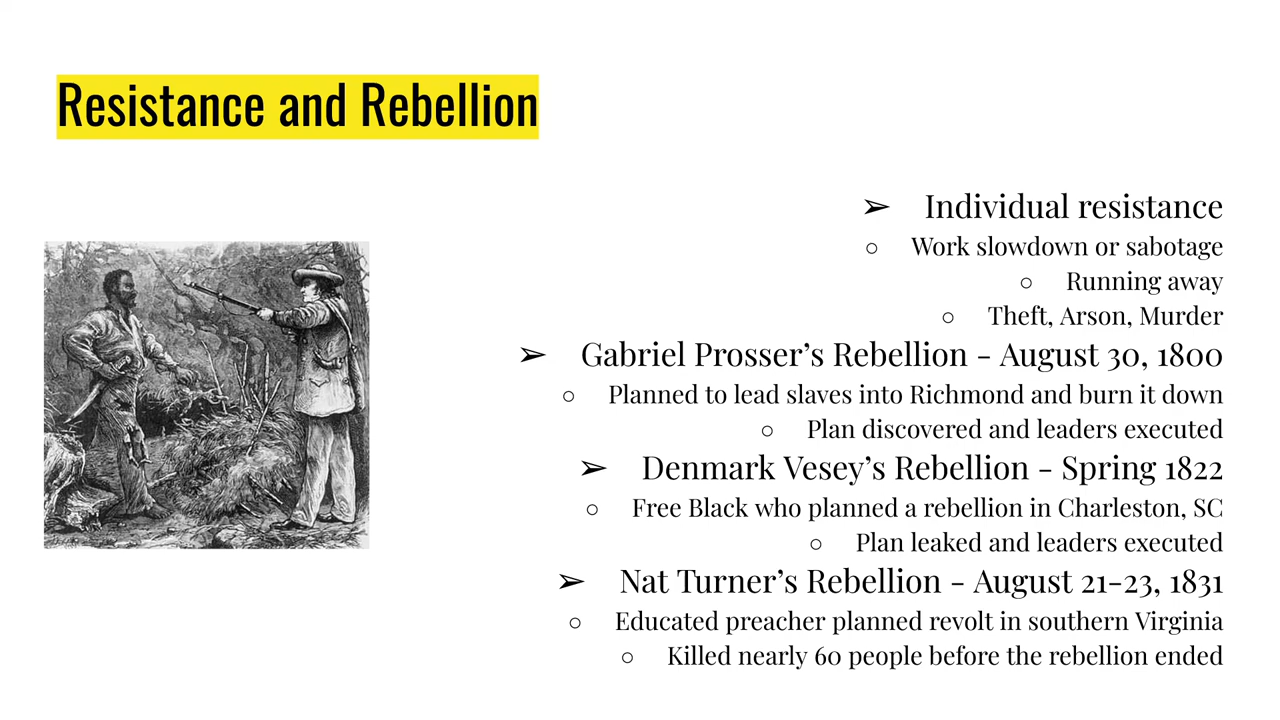 Resistance and Rebellion
➢ Individual resistance
○ Work slowdown or sabotage
○ Running away
○ Theft, Arson, Murder
➢ Gabriel Prosser’s Rebellion - August 30, 1800
○ Planned to lead slaves into Richmond and burn it down
○ Plan discovered and leaders executed
➢ Denmark Vesey’s Rebellion - Spring 1822
○ Free Black who planned a rebellion in Charleston, SC
○ Plan leaked and leaders executed
➢ Nat Turner’s Rebellion - August 21-23, 1831
○ Educated preacher planned revolt in southern Virginia
○ Killed nearly 60 people before the rebellion ended